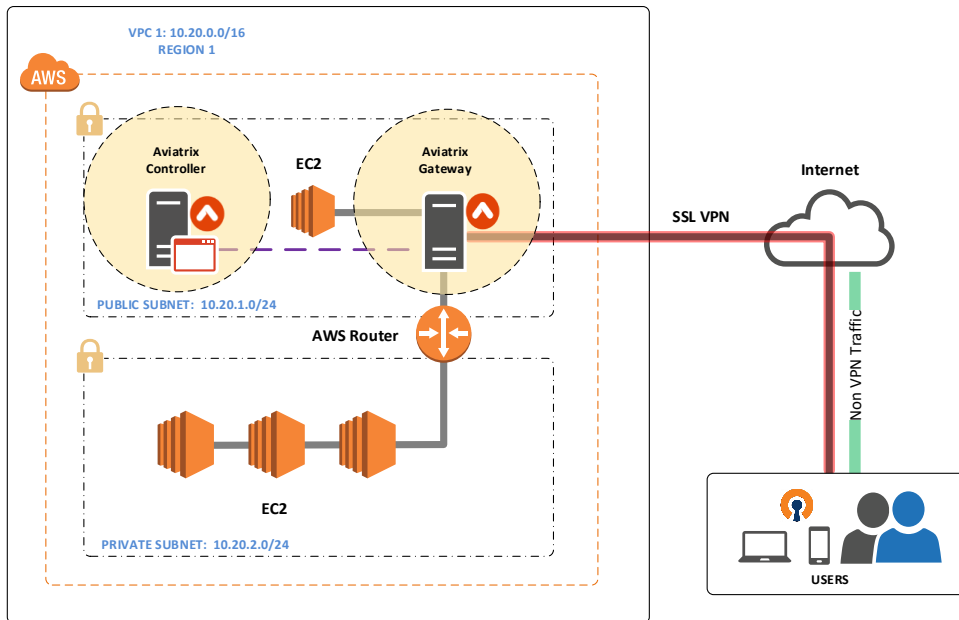 VPC 1: 10.20.0.0/16
REGION 1
AWS
Aviatrix
Controller
EC2
Aviatrix
Gateway
Internet
SSL VPN
PUBLIC SUBNET: 10.20.1.0/24
AWS Router
Non VPN Traffic
EC2
PRIVATE SUBNET: 10.20.2.0/24
USERS